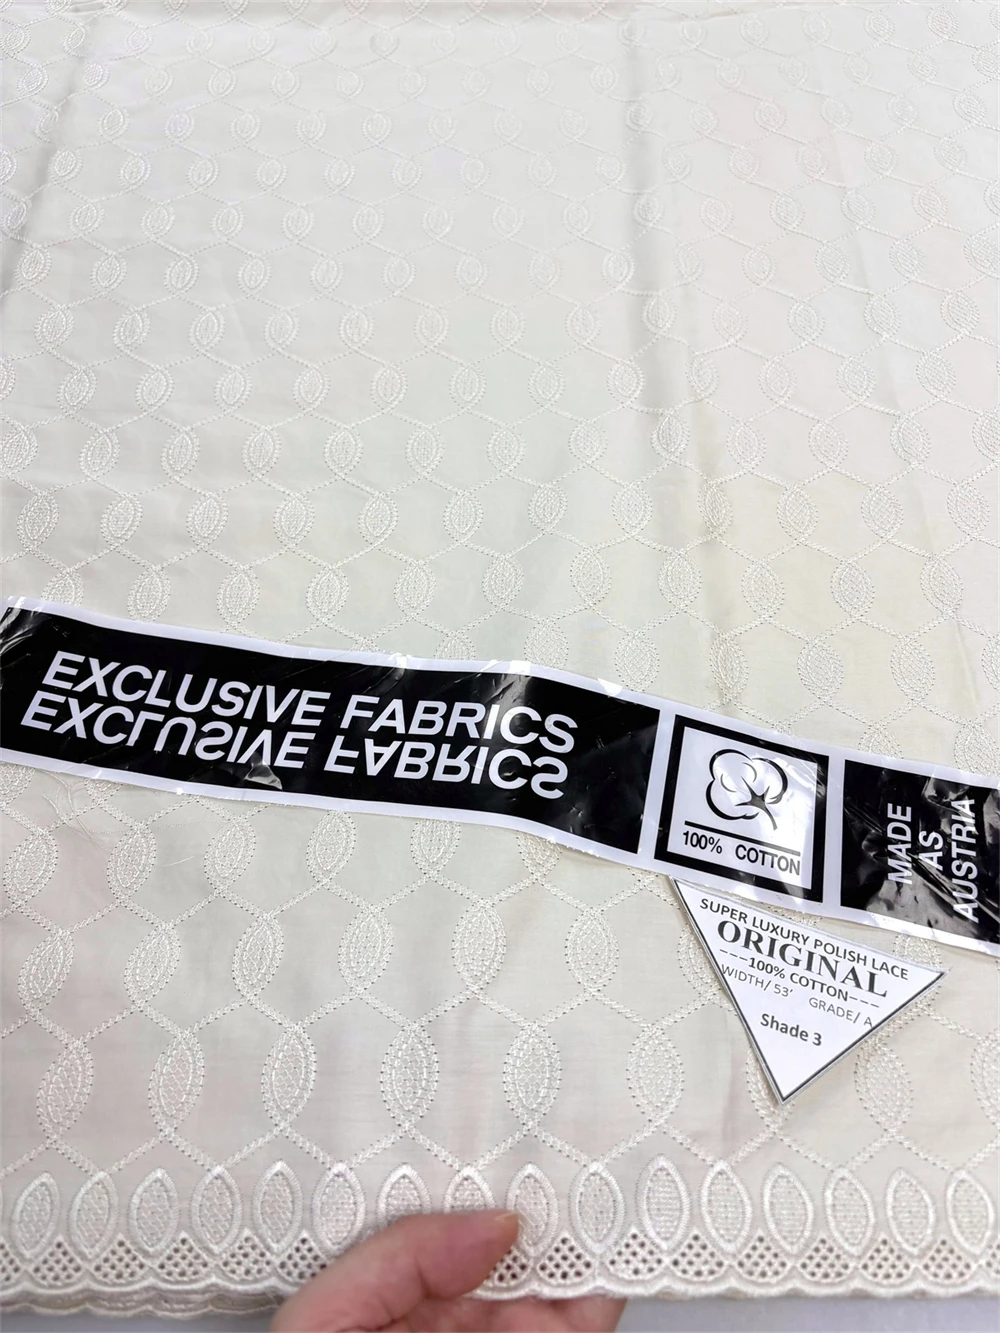 EXCLUSIVE FABRICS
EXCLUSIVE FABRICS
100% COTTON
MADE
AS
AUSTRIA
SUPER LUXURY POLISH LACE
ORIGINAL
---100% COTTON---
WIDTH/ 53' GRADE/ A
Shade 3